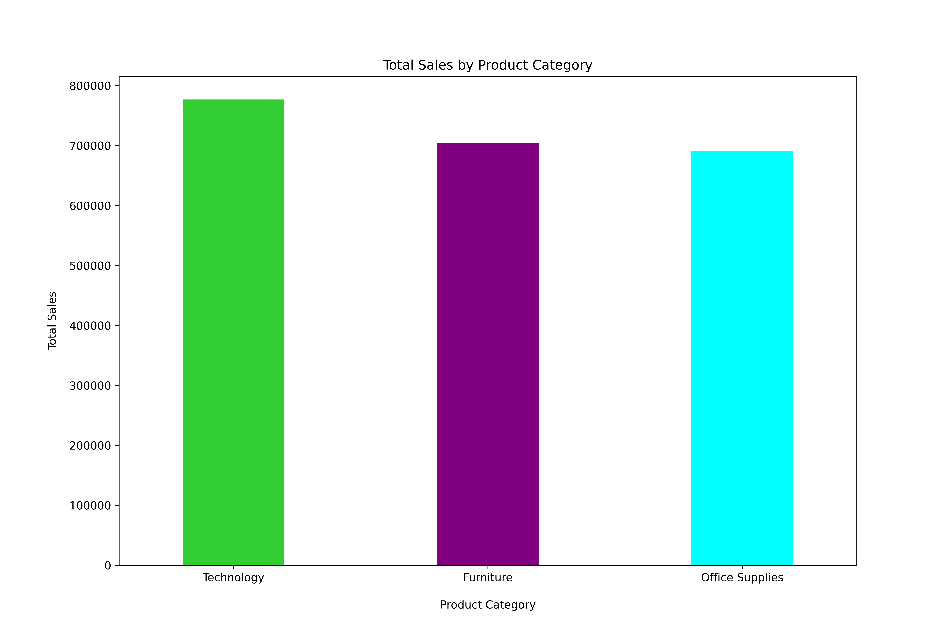 Total Sales by Product Category
800000
700000
600000
500000
400000
300000
200000
100000
0
Total Sales
Technology Furniture Office Supplies
Product Category